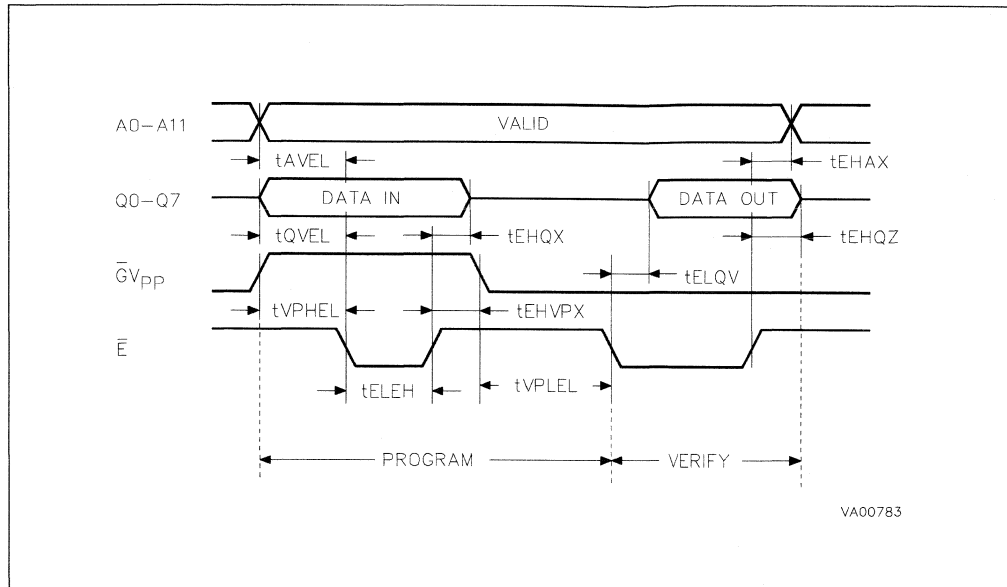 A0-A11
VALID
tAVEL
tEHAX
Q0-Q7
DATA IN
DATA OUT
tQVEL
tEHQX
tEHQZ
G̅VPP
tELQV
tVPHEL
tEHVPX
E̅
tELEH
tVPLEL
PROGRAM
VERIFY
VA00783